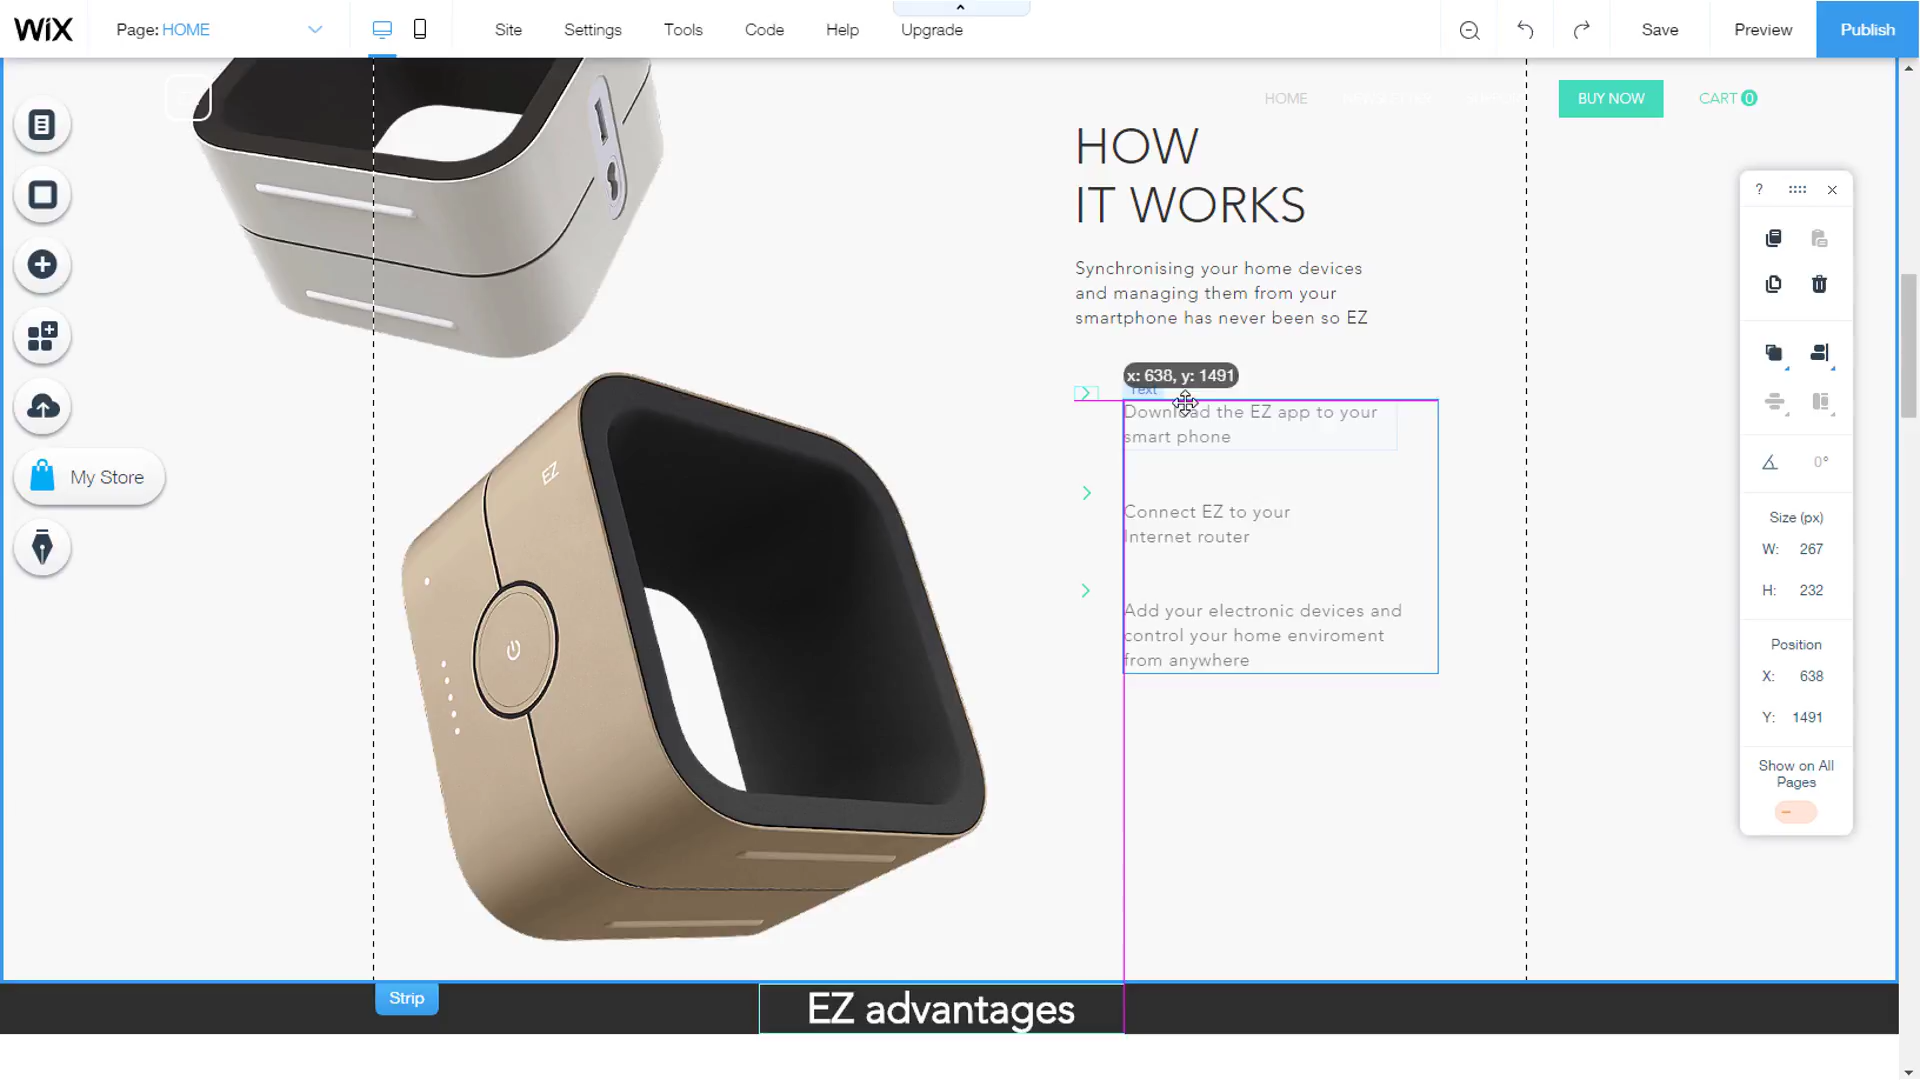 WiX
Page: HOME
Site
Settings
Tools
Code
Help
Upgrade
Save
Preview
Publish
HOME
BUY NOW
CART 0
HOW
IT WORKS
Synchronising your home devices
and managing them from your
smartphone has never been so EZ
x: 638, y: 1491
Text
Download the EZ app to your
smart phone
Connect EZ to your
Internet router
Add your electronic devices and
control your home enviroment
from anywhere
EZ
My Store
?
0°
Size (px)
W: 267
H: 232
Position
X: 638
Y: 1491
Show on All
Pages
Strip
EZ advantages